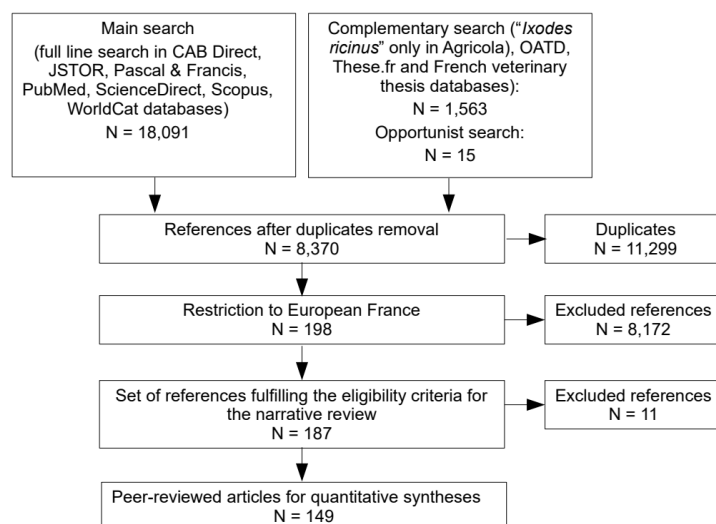 Main search
(full line search in CAB Direct,
JSTOR, Pascal & Francis,
PubMed, ScienceDirect, Scopus,
WorldCat databases)
N = 18,091
Complementary search (“Ixodes
ricinus” only in Agricola), OATD,
These.fr and French veterinary
thesis databases):
N = 1,563
Opportunist search:
N = 15
References after duplicates removal
N = 8,370
Duplicates
N = 11,299
Restriction to European France
N = 198
Excluded references
N = 8,172
Set of references fulfilling the eligibility criteria for
the narrative review
N = 187
Excluded references
N = 11
Peer-reviewed articles for quantitative syntheses
N = 149